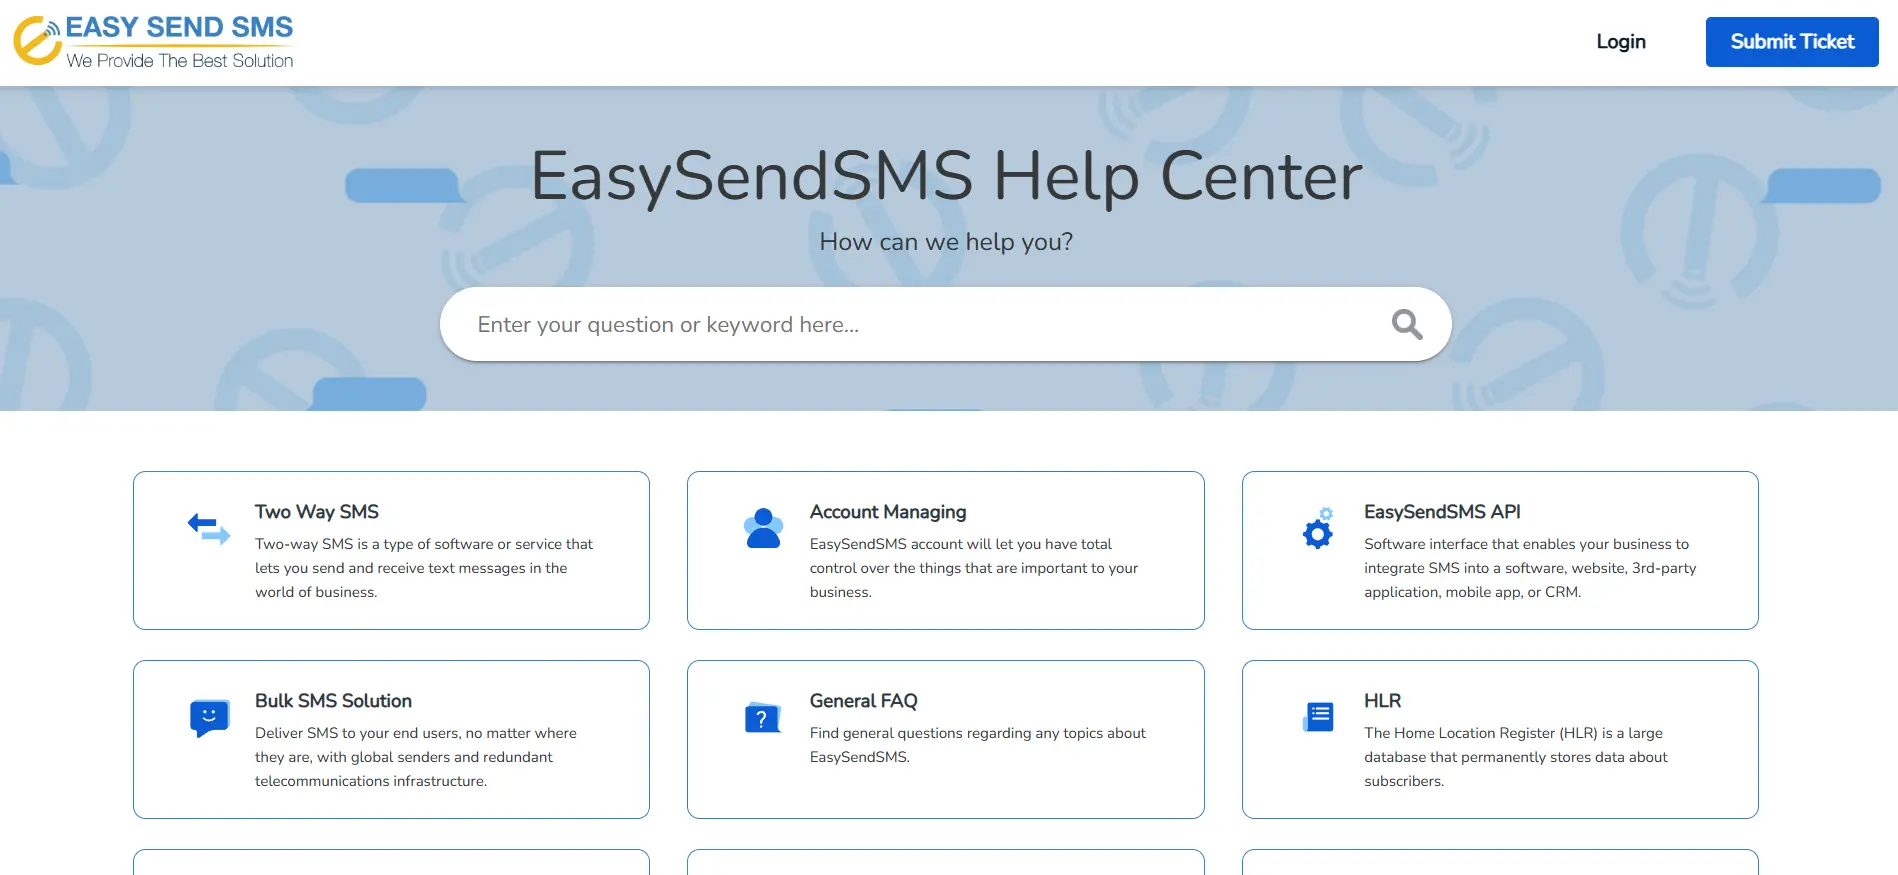 EASY SEND SMS
We Provide The Best Solution
Login
Submit Ticket
EasySendSMS Help Center
How can we help you?
Enter your question or keyword here...
Two Way SMS
Two-way SMS is a type of software or service that
lets you send and receive text messages in the
world of business.
Account Managing
EasySendSMS account will let you have total
control over the things that are important to your
business.
EasySendSMS API
Software interface that enables your business to
integrate SMS into a software, website, 3rd-party
application, mobile app, or CRM.
Bulk SMS Solution
Deliver SMS to your end users, no matter where
they are, with global senders and redundant
telecommunications infrastructure.
?
General FAQ
Find general questions regarding any topics about
EasySendSMS.
HLR
The Home Location Register (HLR) is a large
database that permanently stores data about
subscribers.